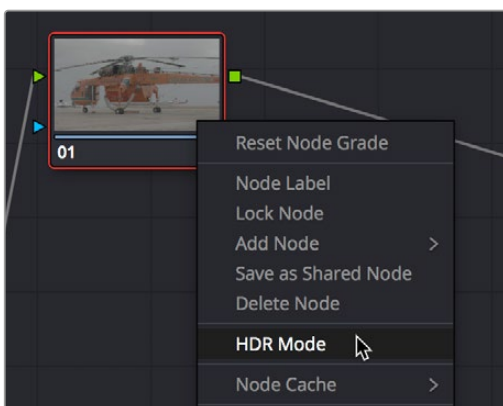 01
Reset Node Grade
Node Label
Lock Node
Add Node >
Save as Shared Node
Delete Node
HDR Mode
Node Cache >